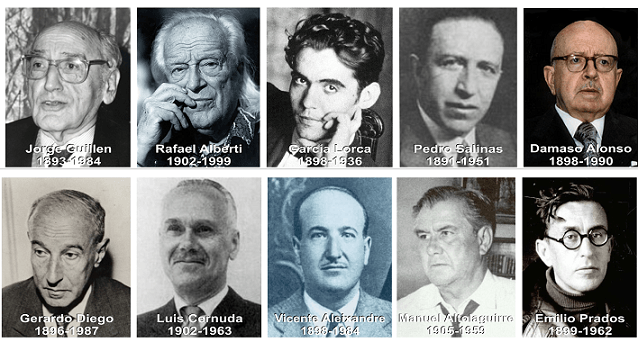 Jorge Guillen
1893-1984
Rafael Alberti
1902-1999
García Lorca
1898-1936
Pedro Salinas
1891-1951
Damaso Alonso
1898-1990
Gerardo Diego
1896-1987
Luis Cernuda
1902-1963
Vicente Aleixandre
1898-1984
Manuel Altolaguirre
1905-1959
Emilio Prados
1899-1962